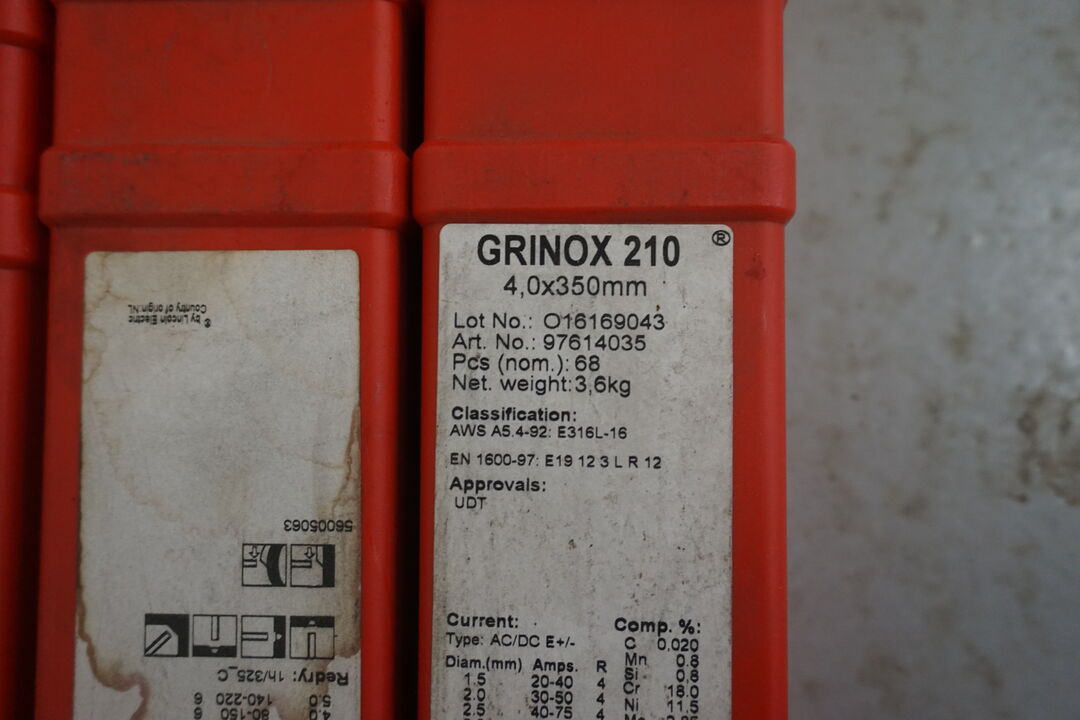 © by Lincoln Electric
Country of origin:NL
56005063
Redry: 1h/325_C
5.0 140-220 6
4.0 80-150 6
GRINOX 210 ®
4,0x350mm
Lot No.: O16169043
Art. No.: 97614035
Pcs (nom.): 68
Net. weight:3,6kg
Classification:
AWS A5.4-92: E316L-16
EN 1600-97: E19 12 3 L R 12
Approvals:
UDT
Current:
Type: AC/DC E+/-
Diam.(mm) Amps. R
1.5 20-40 4
2.0 30-50 4
2.5 40-75 4
Comp. %:
C 0.020
Mn 0.8
Si 0.8
Cr 18.0
Ni 11.5